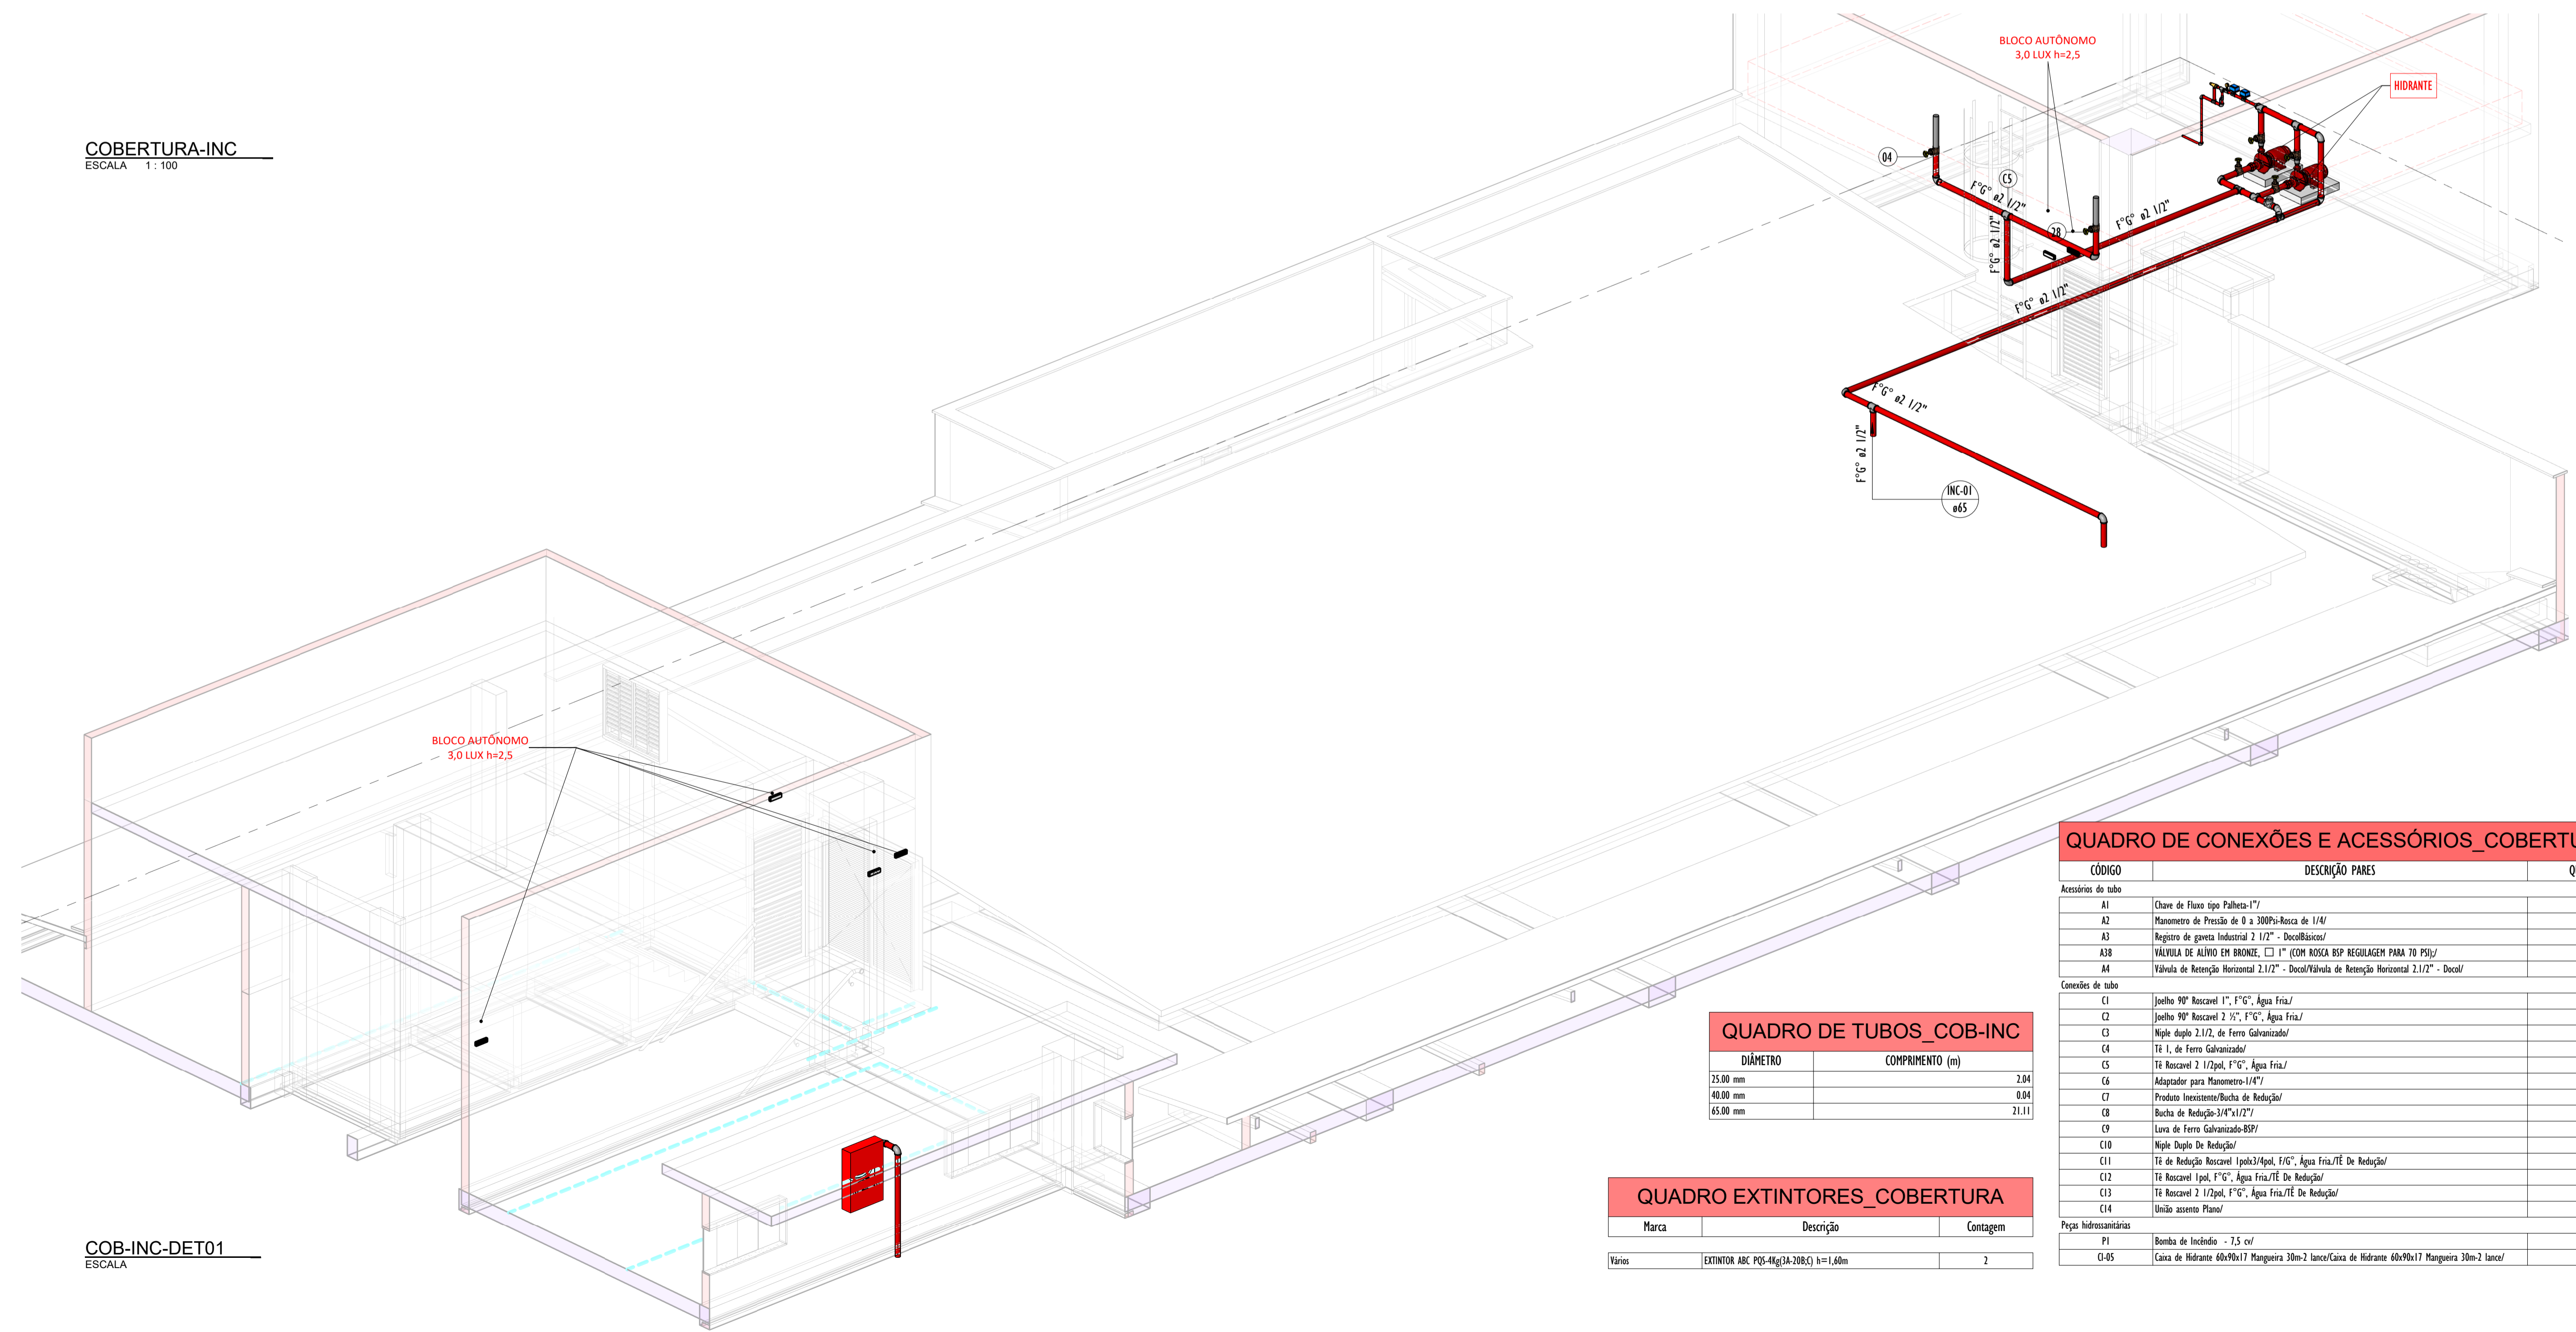 COBERTURA-INC
ESCALA 1 : 100
BLOCO AUTÔNOMO
3,0 LUX h=2,5
HIDRANTE
04
C5
28
F°G° ø2 1/2"
F°G° ø2 1/2"
F°G° ø2 1/2"
F°G° ø2 1/2"
F°G° ø2 1/2"
F°G° ø2 1/2"
INC-01
ø65
BLOCO AUTÔNOMO
3,0 LUX h=2,5
COB-INC-DET01
ESCALA
QUADRO DE TUBOS_COB-INC
DIÂMETRO COMPRIMENTO (m)
25.00 mm 2.04
40.00 mm 0.04
65.00 mm 21.11
QUADRO EXTINTORES_COBERTURA
Marca Descrição Contagem
Vários EXTINTOR ABC PQS-4Kg(3A-20B;C) h=1,60m 2
QUADRO DE CONEXÕES E ACESSÓRIOS_COBERTU
CÓDIGO DESCRIÇÃO PARES Q
Acessórios do tubo
A1 Chave de Fluxo tipo Palheta-1"/
A2 Manometro de Pressão de 0 a 300Psi-Rosca de 1/4/
A3 Registro de gaveta Industrial 2 1/2" - DocolBásicos/
A38 VÁLVULA DE ALÍVIO EM BRONZE, □ 1" (COM ROSCA BSP REGULAGEM PARA 70 PSI);/
A4 Válvula de Retenção Horizontal 2.1/2" - Docol/Válvula de Retenção Horizontal 2.1/2" - Docol/
Conexões de tubo
C1 Joelho 90º Roscavel 1", F°G°, Água Fria./
C2 Joelho 90º Roscavel 2 ½", F°G°, Água Fria./
C3 Niple duplo 2.1/2, de Ferro Galvanizado/
C4 Tê 1, de Ferro Galvanizado/
C5 Tê Roscavel 2 1/2pol, F°G°, Água Fria./
C6 Adaptador para Manometro-1/4"/
C7 Produto Inexistente/Bucha de Redução/
C8 Bucha de Redução-3/4"x1/2"/
C9 Luva de Ferro Galvanizado-BSP/
C10 Niple Duplo De Redução/
C11 Tê de Redução Roscavel 1polx3/4pol, F/G°, Água Fria./TÊ De Redução/
C12 Tê Roscavel 1pol, F°G°, Água Fria./TÊ De Redução/
C13 Tê Roscavel 2 1/2pol, F°G°, Água Fria./TÊ De Redução/
C14 União assento Plano/
Peças hidrossanitárias
P1 Bomba de Incêndio - 7,5 cv/
CI-05 Caixa de Hidrante 60x90x17 Mangueira 30m-2 lance/Caixa de Hidrante 60x90x17 Mangueira 30m-2 lance/